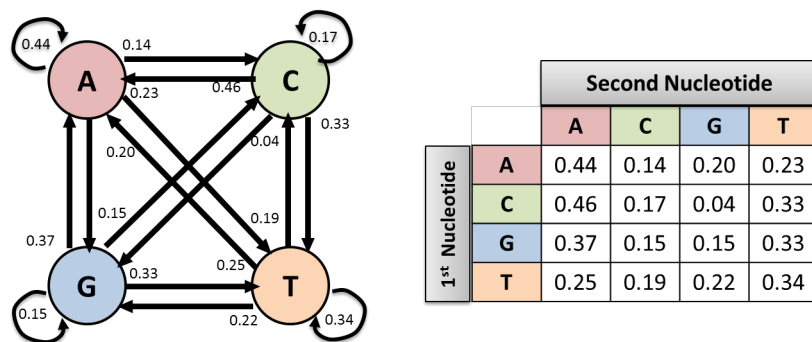 0.44
0.14
0.17
A
C
0.23
0.46
0.04
0.33
0.20
0.15
0.19
0.37
0.25
G
0.33
T
0.15
0.22
0.34
Second Nucleotide
A C G T
1st Nucleotide
A 0.44 0.14 0.20 0.23
C 0.46 0.17 0.04 0.33
G 0.37 0.15 0.15 0.33
T 0.25 0.19 0.22 0.34